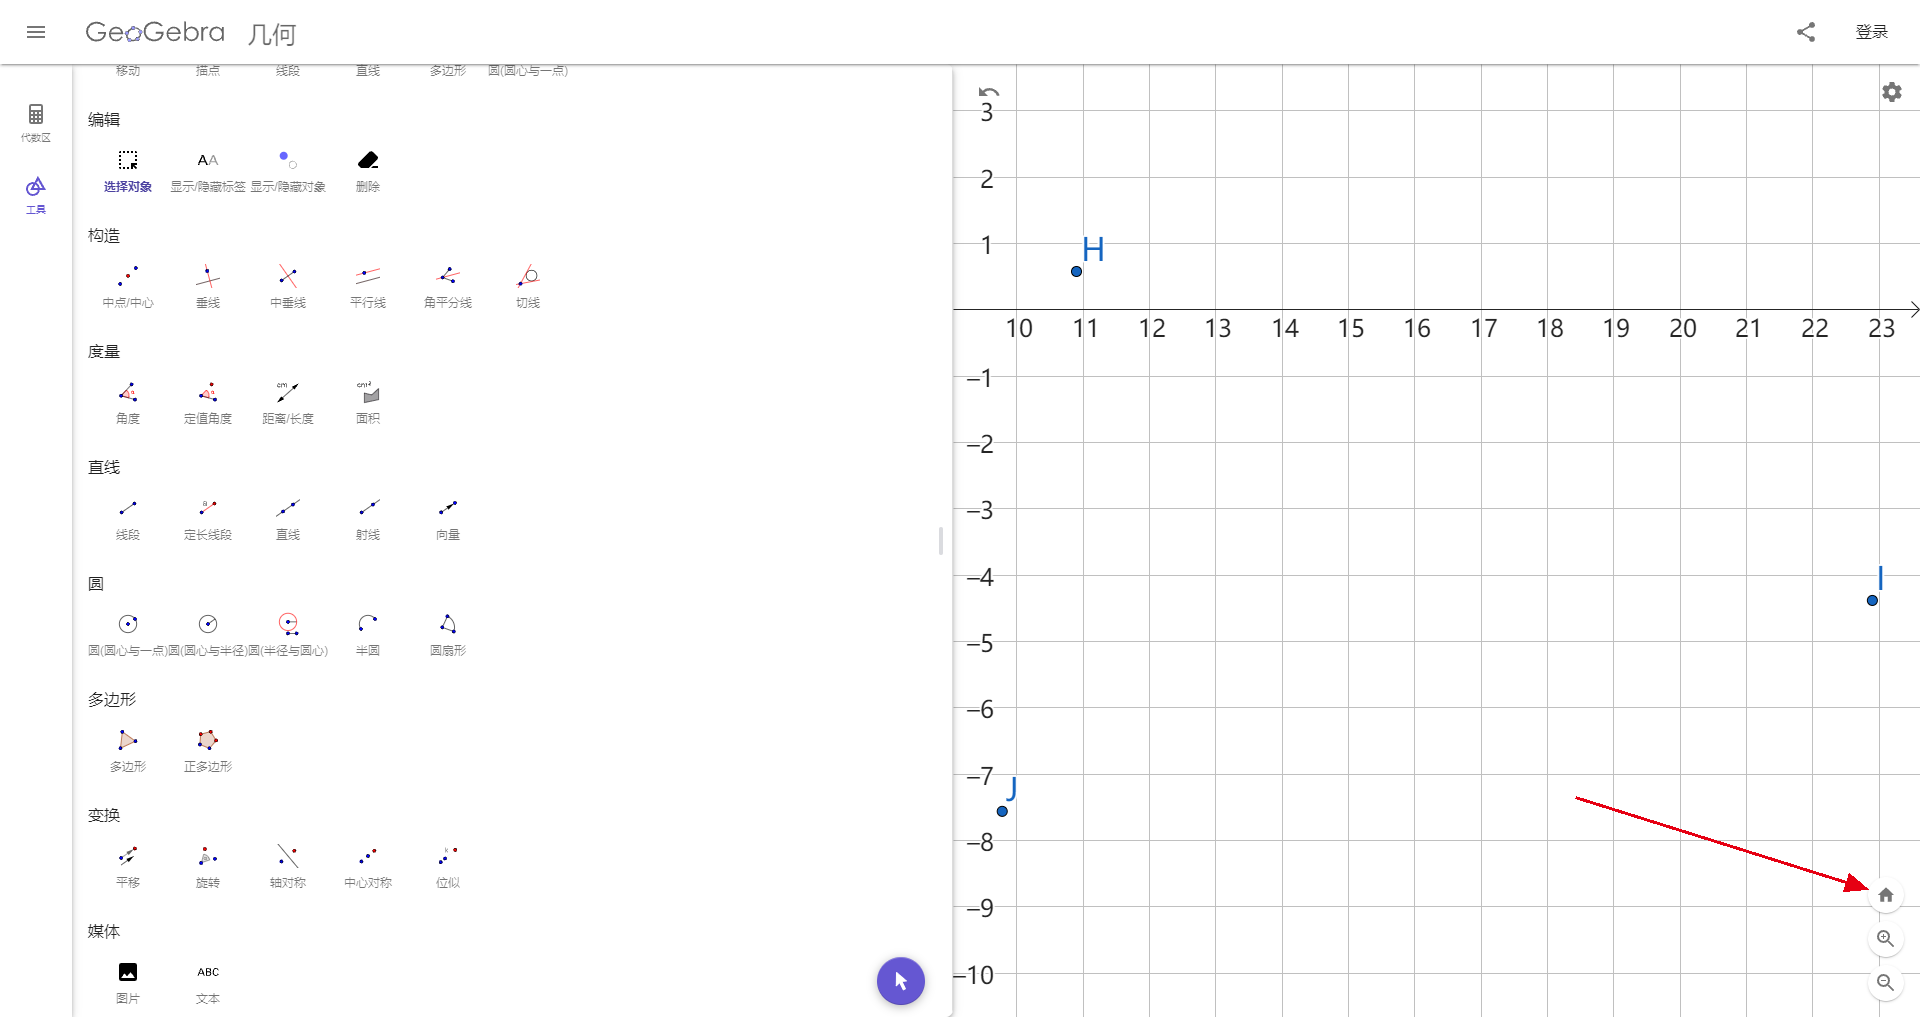 GeoGebra 几何
登录
移动 描点 线段 直线 多边形 圆(圆心与一点)
代数区
工具
编辑
AA
选择对象 显示/隐藏标签 显示/隐藏对象 删除
构造
中点/中心 垂线 中垂线 平行线 角平分线 切线
度量
cm cm²
角度 定值角度 距离/长度 面积
直线
a
线段 定长线段 直线 射线 向量
圆
圆(圆心与一点) 圆(圆心与半径) 圆(半径与圆心) 半圆 圆扇形
多边形
多边形 正多边形
变换
k
平移 旋转 轴对称 中心对称 位似
媒体
ABC
图片 文本
3
2
1
H
10 11 12 13 14 15 16 17 18 19 20 21 22 23
–1
–2
–3
–4
I
–5
–6
–7
J
–8
–9
–10